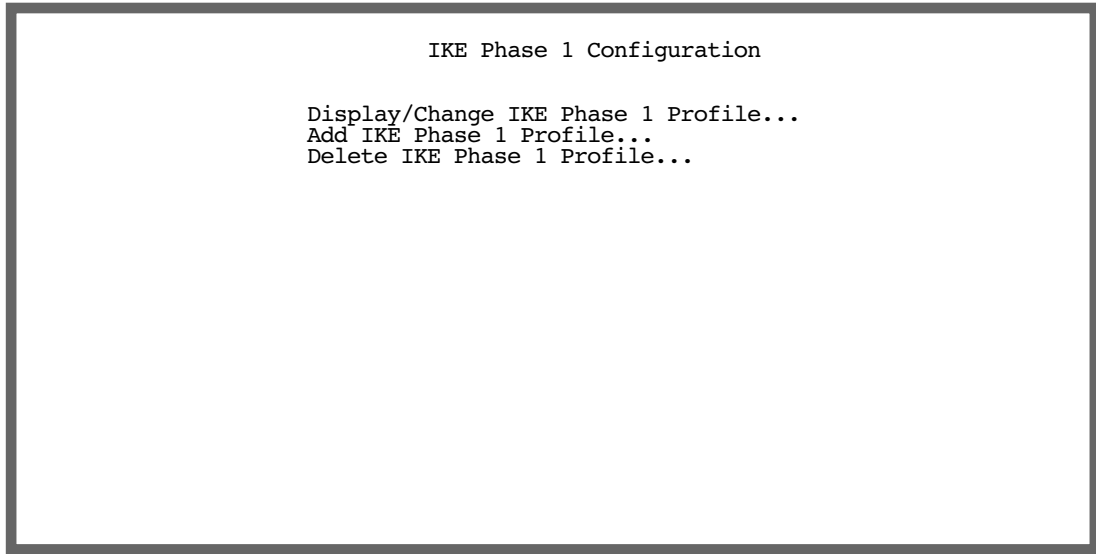 IKE Phase 1 Configuration
Display/Change IKE Phase 1 Profile...
Add IKE Phase 1 Profile...
Delete IKE Phase 1 Profile...